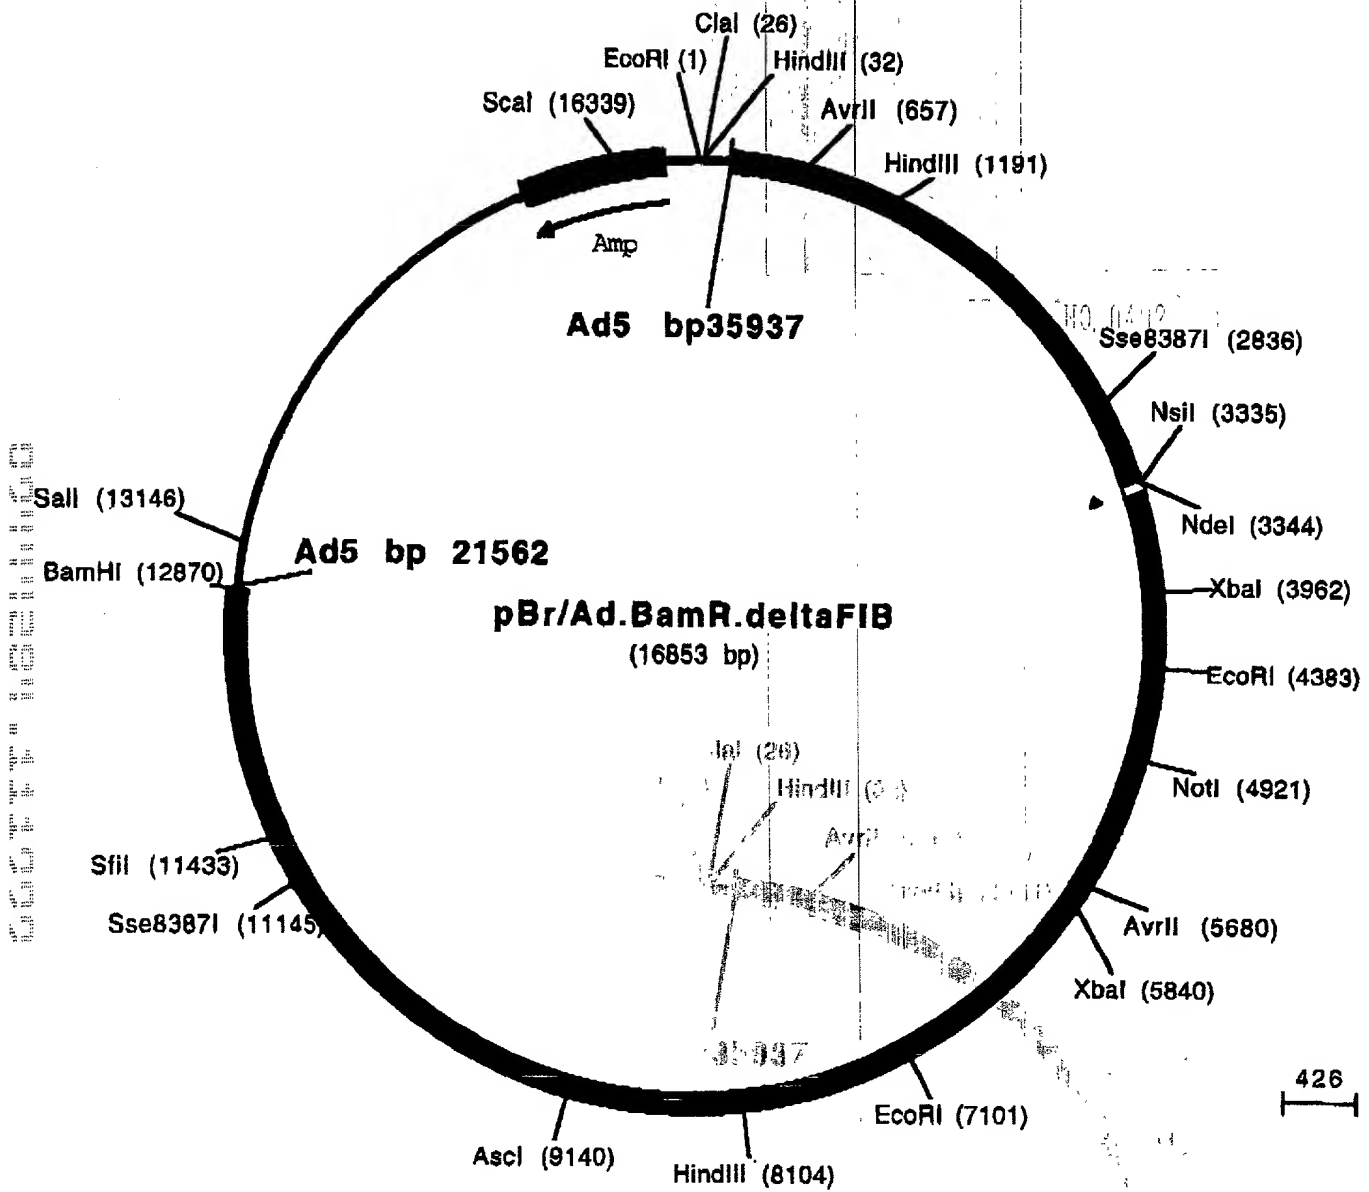 ClaI (26)
EcoRI (1)
HindIII (32)
ScaI (16339)
AvrII (657)
HindIII (1191)
Amp
Ad5 bp35937
Sse8387I (2836)
NsiI (3335)
NdeI (3344)
SalI (13146)
Ad5 bp 21562
BamHI (12870)
XbaI (3962)
pBr/Ad.BamR.deltaFIB
(16853 bp)
EcoRI (4383)
(26)
HindIII
NotI (4921)
SfiI (11433)
Sse8387I (11145)
AvrII (5680)
XbaI (5840)
426
EcoRI (7101)
AscI (9140)
HindIII (8104)